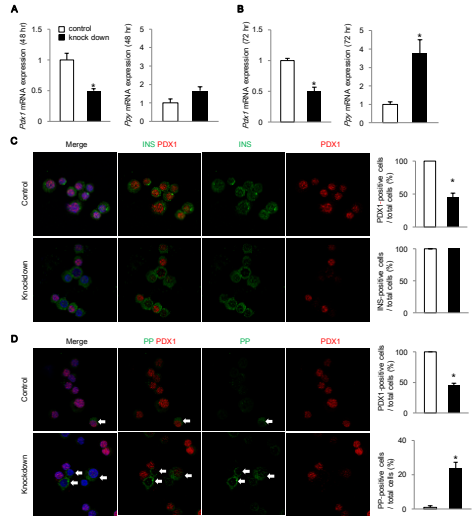 A
B
control
knock down
Pdx1 mRNA expression (48 hr)
1.5
1
0.5
0
*
Ppy mRNA expression (48 hr)
5
4
3
2
1
0
Pdx1 mRNA expression (72 hr)
1.5
1
0.5
0
*
Ppy mRNA expression (72 hr)
5
4
3
2
1
0
*
C
Merge
INS PDX1
INS
PDX1
Control
Knockdown
PDX1-positive cells
/ total cells (%)
100
50
0
*
INS-positive cells
/ total cells (%)
100
50
0
D
Merge
PP PDX1
PP
PDX1
Control
Knockdown
PDX1-positive cells
/ total cells (%)
100
50
0
*
PP-positive cells
/ total cells (%)
40
20
0
*